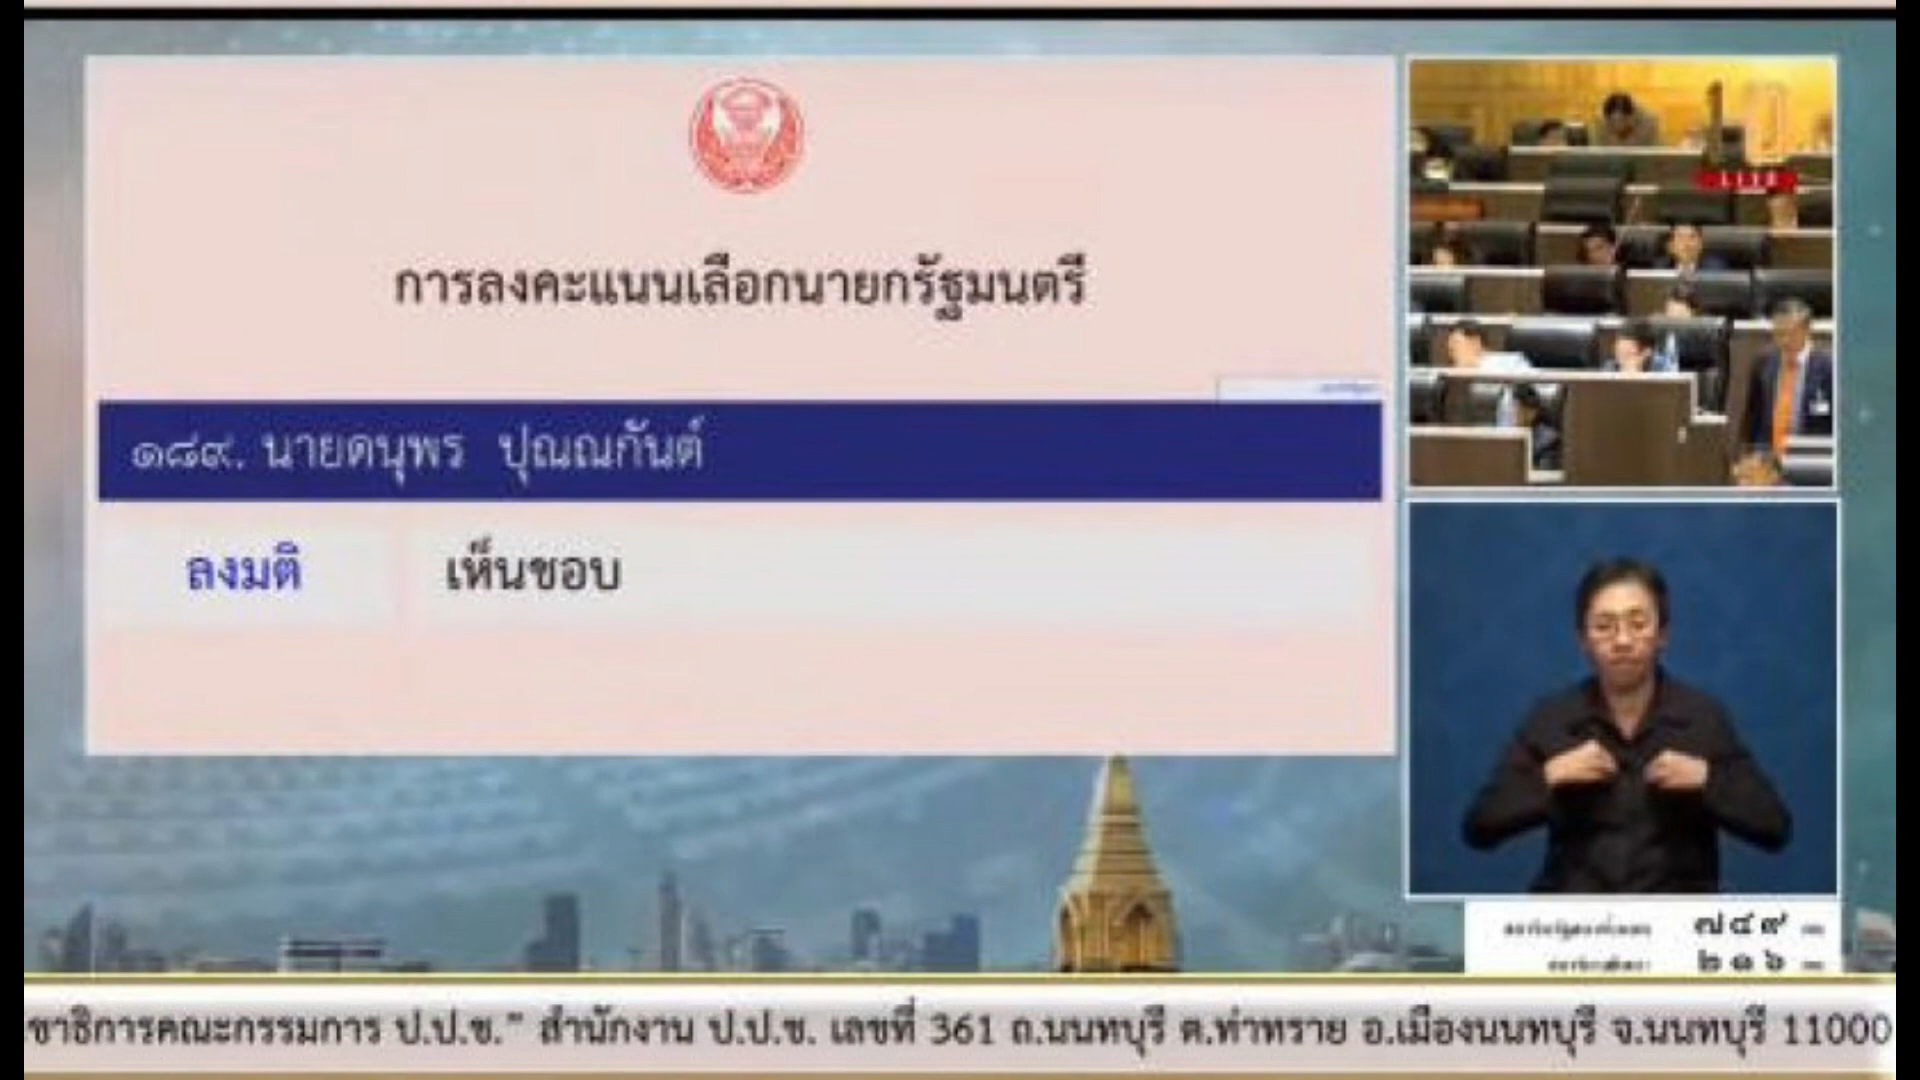 การลงคะแนนเลือกนายกรัฐมนตรี
๑๘๙. นายดนุพร ปุณณกันต์
ลงมติ เห็นชอบ
LIVE
๗๔๙
๒๑๖
ชาธิการคณะกรรมการ ป.ป.ช.” สำนักงาน ป.ป.ช. เลขที่ 361 ถ.นนทบุรี ต.ท่าทราย อ.เมืองนนทบุรี จ.นนทบุรี 11000